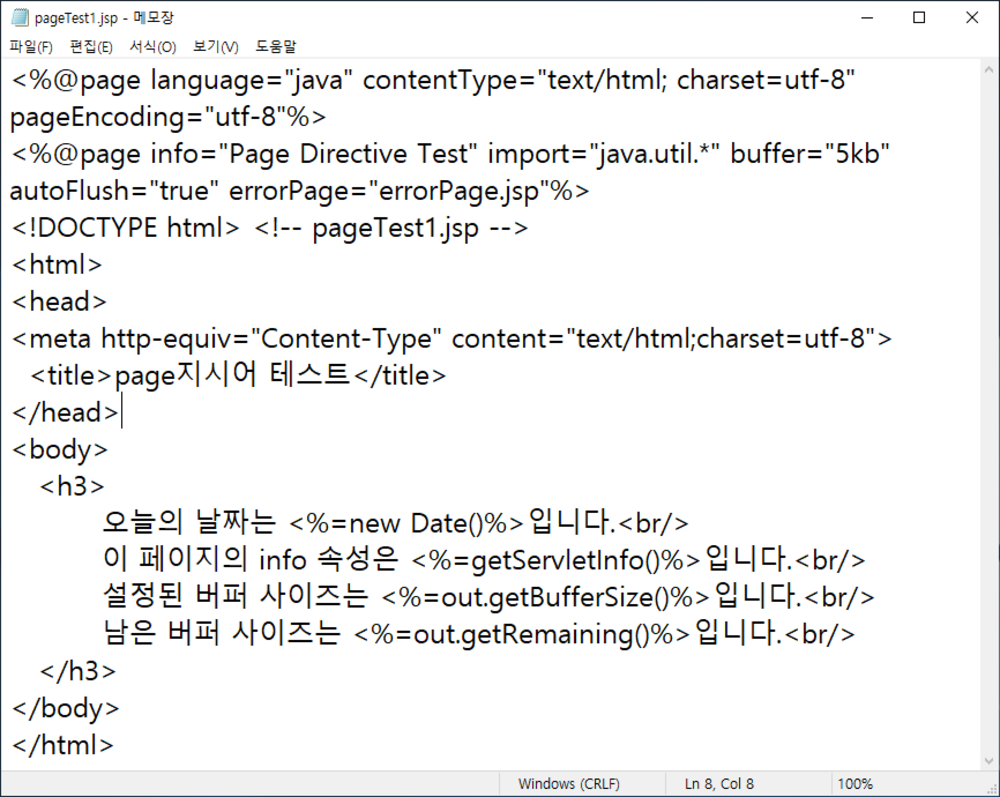 pageTest1.jsp - 메모장
파일(F) 편집(E) 서식(O) 보기(V) 도움말
<%@page language="java" contentType="text/html; charset=utf-8"
pageEncoding="utf-8"%>
<%@page info="Page Directive Test" import="java.util.*" buffer="5kb"
autoFlush="true" errorPage="errorPage.jsp"%>
<!DOCTYPE html> <!-- pageTest1.jsp -->
<html>
<head>
<meta http-equiv="Content-Type" content="text/html;charset=utf-8">
<title>page지시어 테스트</title>
</head>
<body>
<h3>
오늘의 날짜는 <%=new Date()%>입니다.<br/>
이 페이지의 info 속성은 <%=getServletInfo()%>입니다.<br/>
설정된 버퍼 사이즈는 <%=out.getBufferSize()%>입니다.<br/>
남은 버퍼 사이즈는 <%=out.getRemaining()%>입니다.<br/>
</h3>
</body>
</html>
Windows (CRLF) Ln 8, Col 8 100%